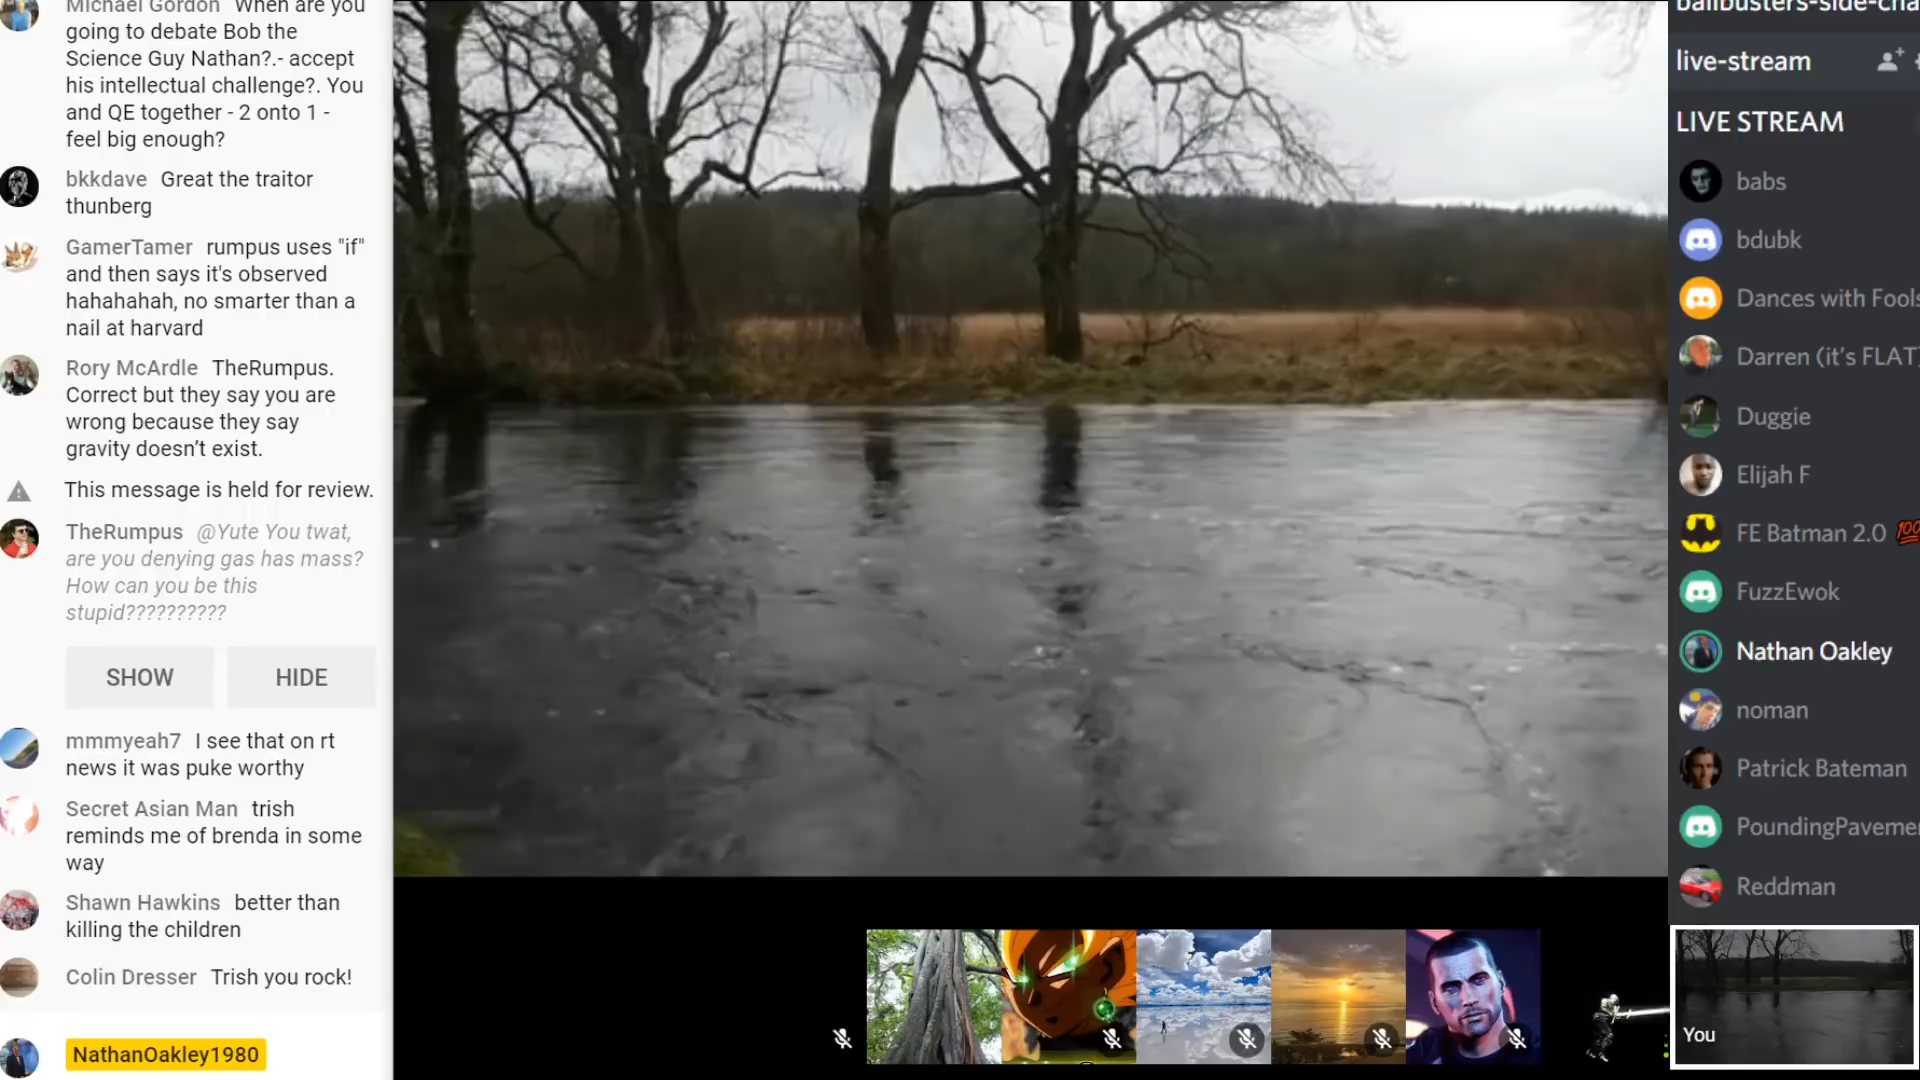 Michael Gordon When are you
going to debate Bob the
Science Guy Nathan?.- accept
his intellectual challenge?. You
and QE together - 2 onto 1 -
feel big enough?
bkkdave Great the traitor
thunberg
GamerTamer rumpus uses "if"
and then says it's observed
hahahahah, no smarter than a
nail at harvard
Rory McArdle TheRumpus.
Correct but they say you are
wrong because they say
gravity doesn’t exist.
This message is held for review.
TheRumpus @Yute You twat,
are you denying gas has mass?
How can you be this
stupid??????????
SHOW HIDE
mmmyeah7 I see that on rt
news it was puke worthy
Secret Asian Man trish
reminds me of brenda in some
way
Shawn Hawkins better than
killing the children
Colin Dresser Trish you rock!
NathanOakley1980
ballbusters-side-cha
live-stream
LIVE STREAM
babs
bdubk
Dances with Fools
Darren (it's FLAT)
Duggie
Elijah F
FE Batman 2.0 💯
FuzzEwok
Nathan Oakley
noman
Patrick Bateman
PoundingPaveme
Reddman
You